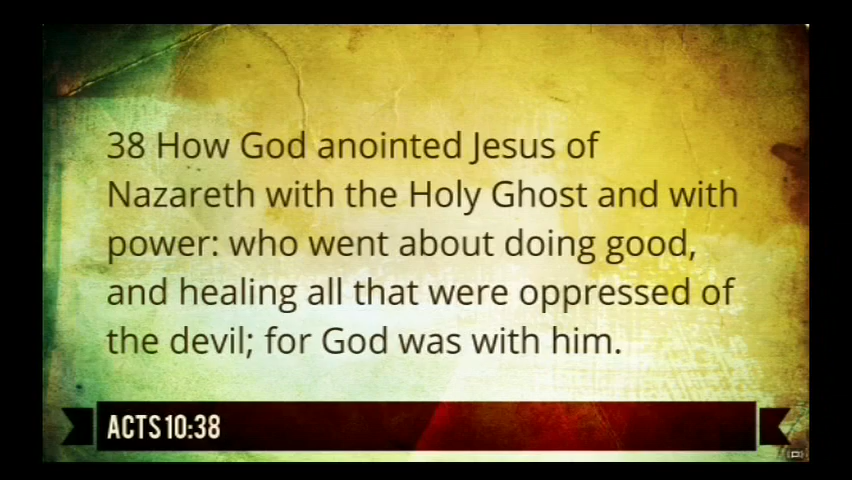 38 How God anointed Jesus of
Nazareth with the Holy Ghost and with
power: who went about doing good,
and healing all that were oppressed of
the devil; for God was with him.
ACTS 10:38